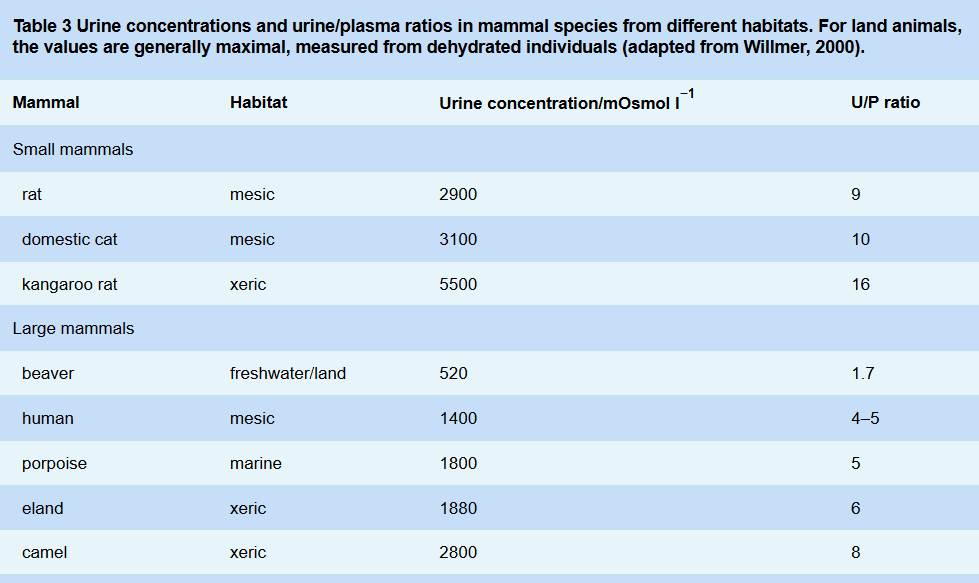 Table 3 Urine concentrations and urine/plasma ratios in mammal species from different habitats. For land animals,
the values are generally maximal, measured from dehydrated individuals (adapted from Willmer, 2000).
Mammal Habitat Urine concentration/mOsmol l⁻¹ U/P ratio
Small mammals
rat mesic 2900 9
domestic cat mesic 3100 10
kangaroo rat xeric 5500 16
Large mammals
beaver freshwater/land 520 1.7
human mesic 1400 4–5
porpoise marine 1800 5
eland xeric 1880 6
camel xeric 2800 8